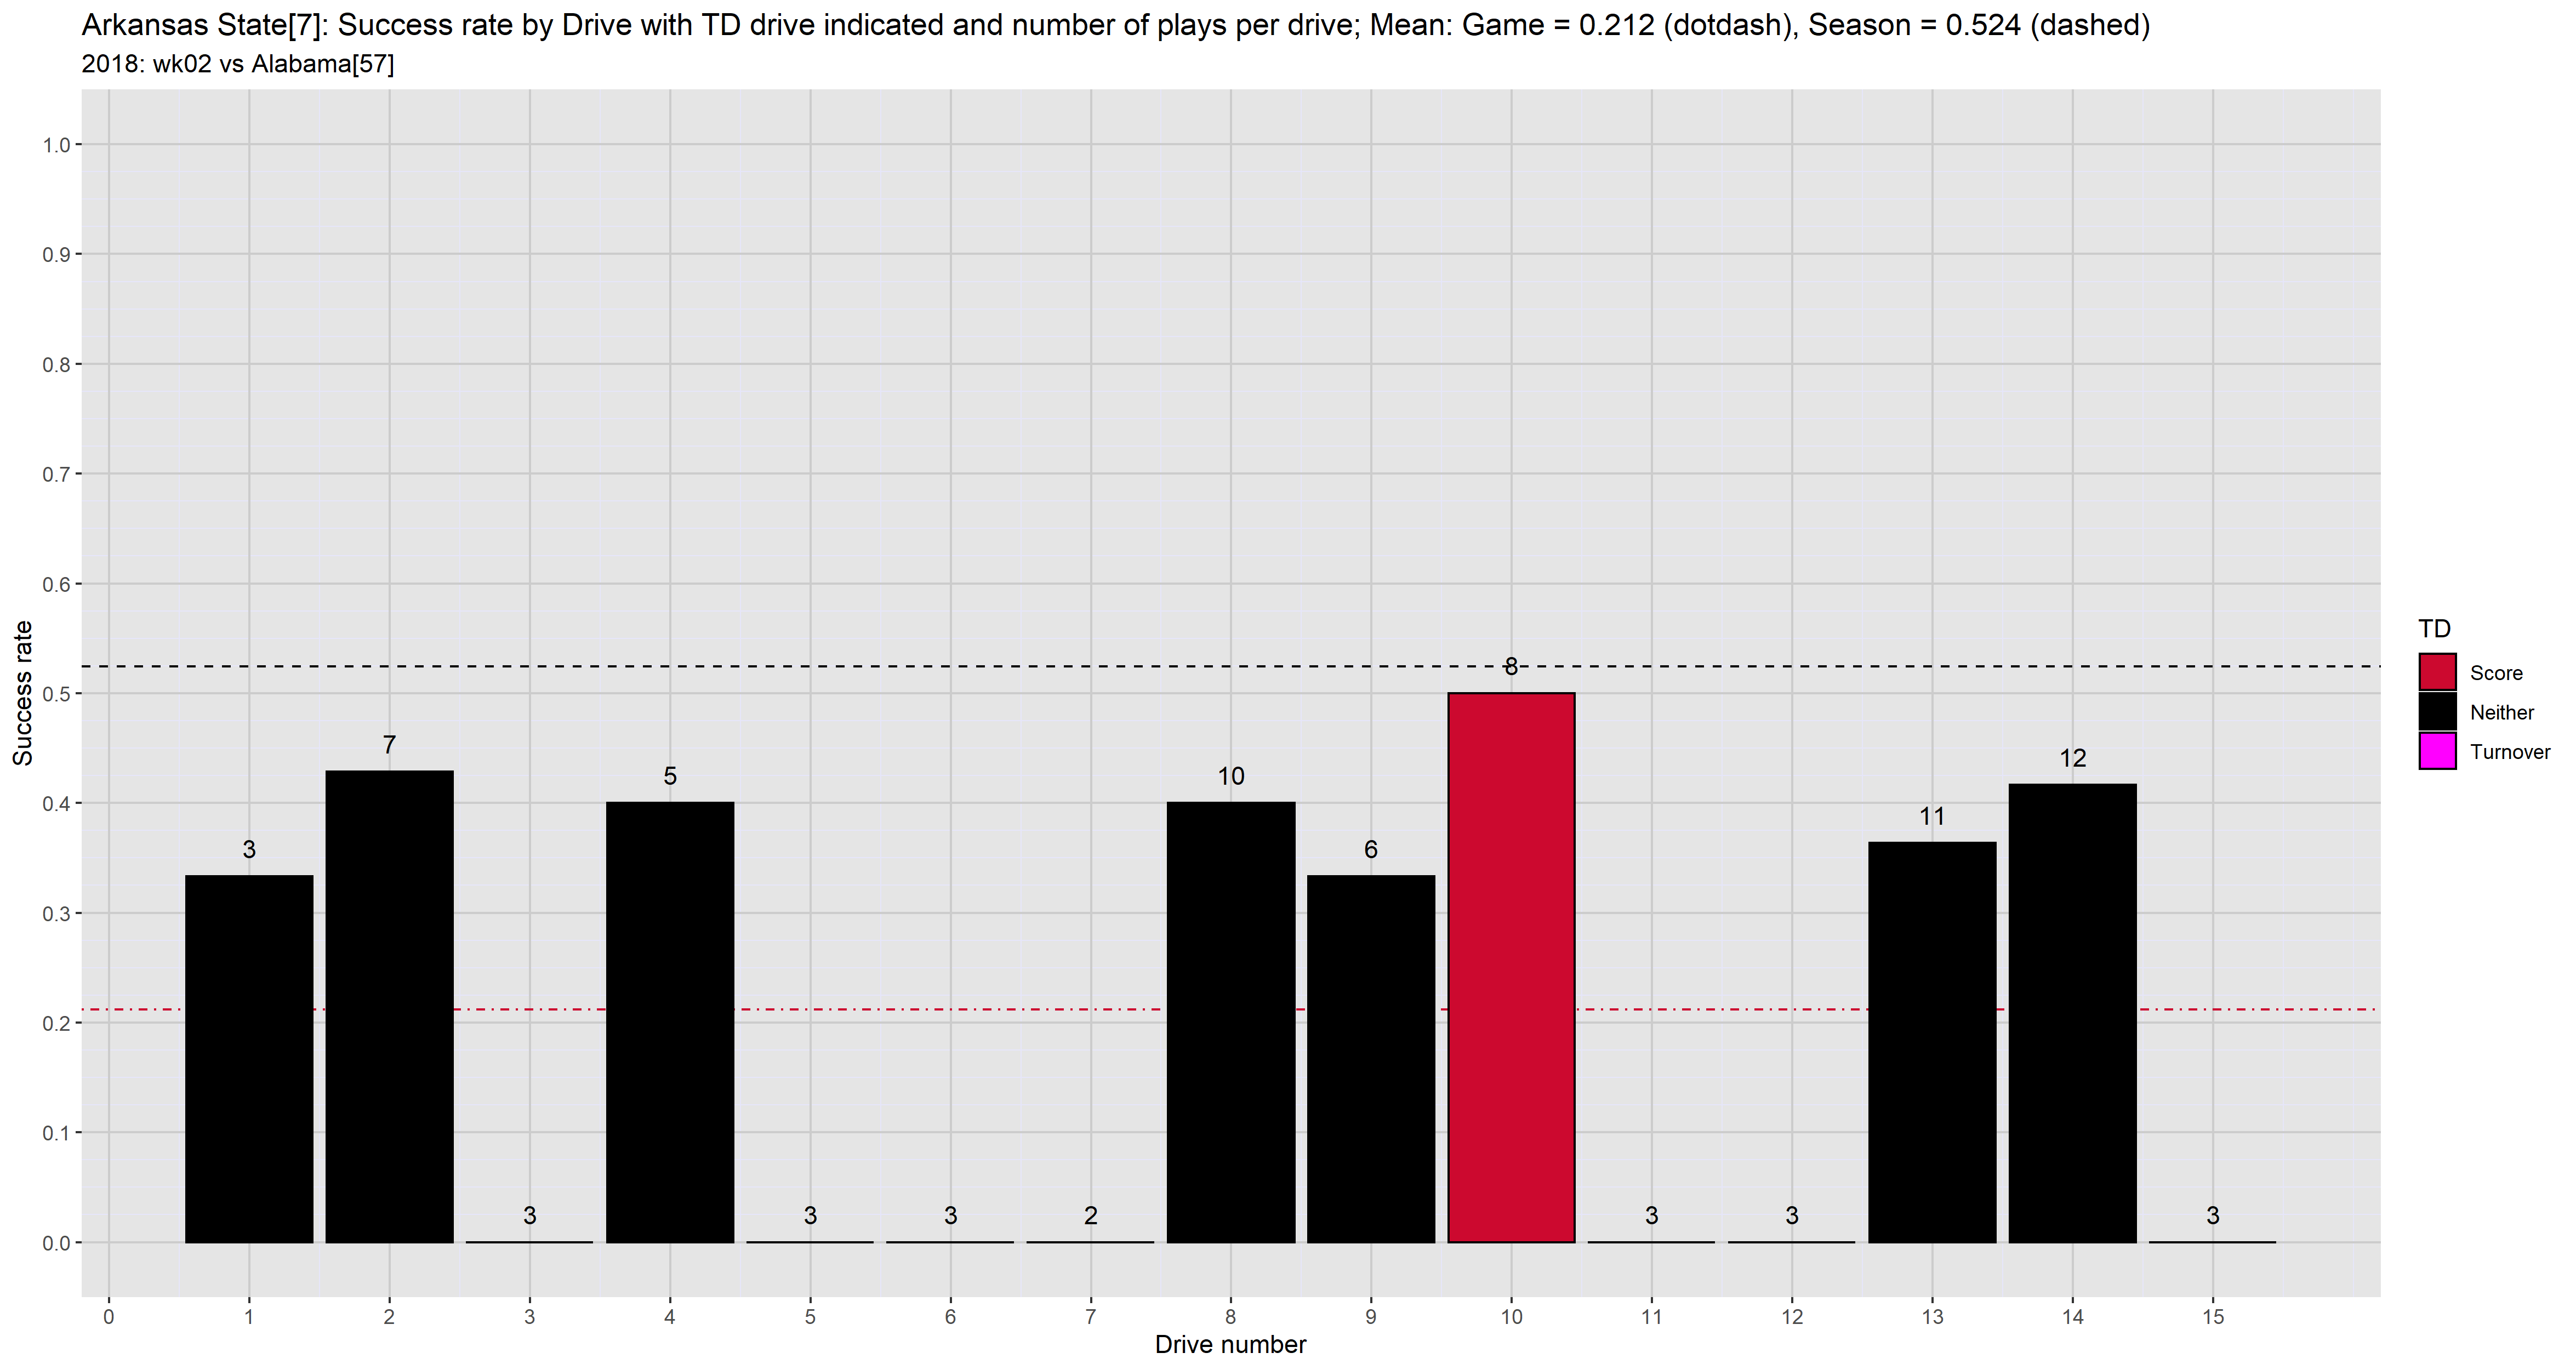 Arkansas State[7]: Success rate by Drive with TD drive indicated and number of plays per drive; Mean: Game = 0.212 (dotdash), Season = 0.524 (dashed)
2018: wk02 vs Alabama[57]
Success rate
1.0
0.9
0.8
0.7
0.6
0.5
0.4
0.3
0.2
0.1
0.0
3
7
3
5
3
3
2
10
6
8
3
3
11
12
3
0 1 2 3 4 5 6 7 8 9 10 11 12 13 14 15
Drive number
TD
Score
Neither
Turnover